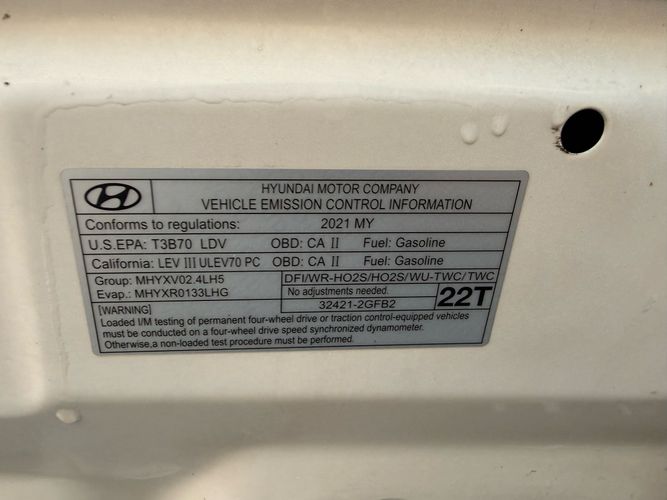 HYUNDAI MOTOR COMPANY
VEHICLE EMISSION CONTROL INFORMATION
Conforms to regulations: 2021 MY
U.S.EPA: T3B70 LDV OBD: CA II Fuel: Gasoline
California: LEV III ULEV70 PC OBD: CA II Fuel: Gasoline
Group: MHYXV02.4LH5 DFI/WR-HO2S/HO2S/WU-TWC/TWC
Evap.: MHYXR0133LHG No adjustments needed.
32421-2GFB2 22T
[WARNING]
Loaded I/M testing of permanent four-wheel drive or traction control-equipped vehicles
must be conducted on a four-wheel drive speed synchronized dynamometer.
Otherwise,a non-loaded test procedure must be performed.